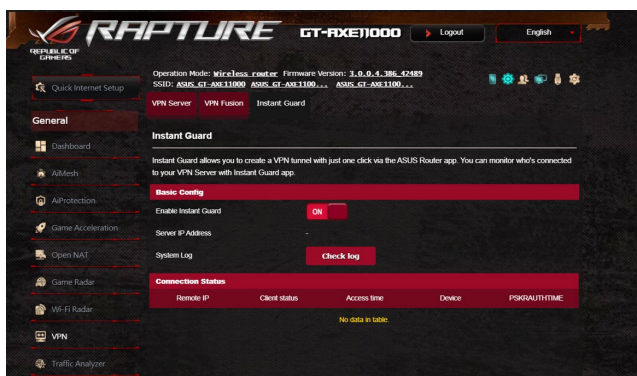 REPUBLIC OF
GAMERS
RAPTURE
GT-AXE11000
Logout
English
Quick Internet Setup
Operation Mode: Wireless router Firmware Version: 3.0.0.4.386_42489
SSID: ASUS_GT-AXE11000 ASUS_GT-AXE1100... ASUS_GT-AXE1100...
VPN Server VPN Fusion Instant Guard
General
Dashboard
AiMesh
AiProtection
Game Acceleration
Open NAT
Game Radar
Wi-Fi Radar
VPN
Traffic Analyzer
Instant Guard
Instant Guard allows you to create a VPN tunnel with just one click via the ASUS Router app. You can monitor who's connected
to your VPN Server with Instant Guard app.
Basic Config
Enable Instant Guard ON
Server IP Address -
System Log Check log
Connection Status
Remote IP Client status Access time Device PSKRAUTHTIME
No data in table.